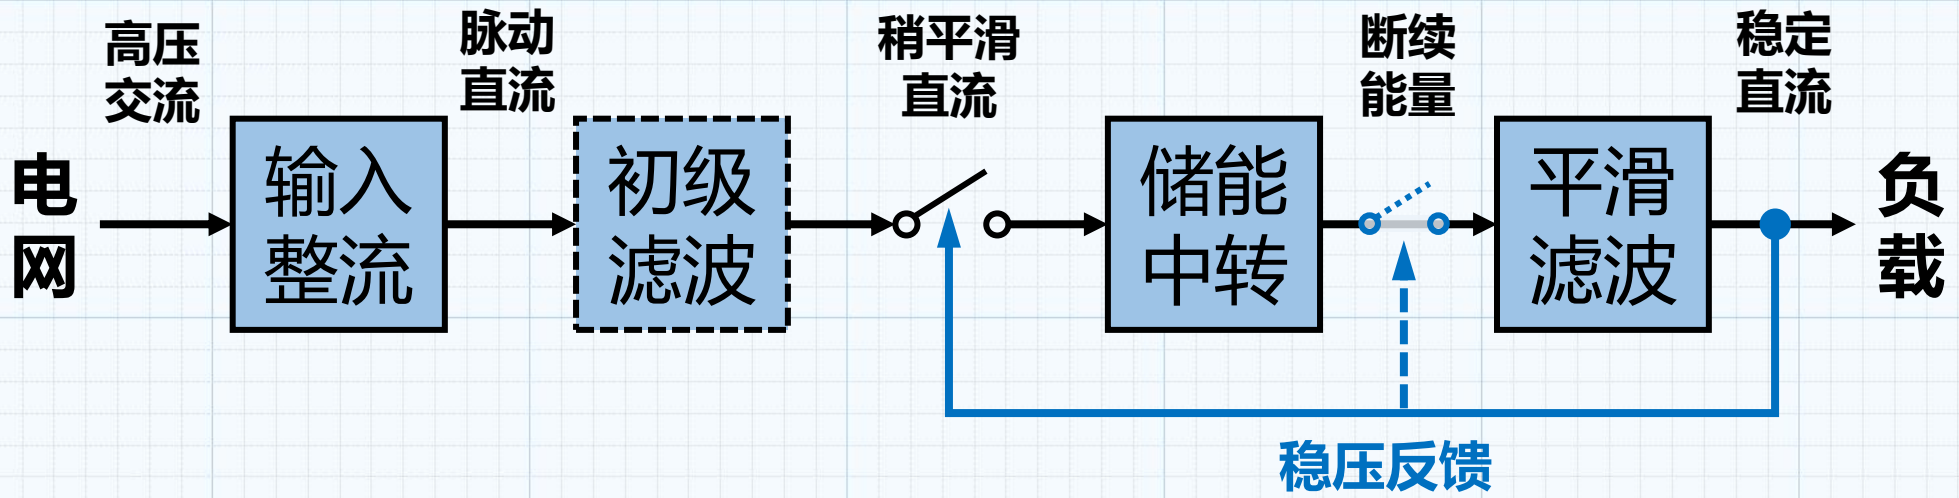 高压
交流
脉动
直流
稍平滑
直流
断续
能量
稳定
直流
电
网
输入
整流
初级
滤波
储能
中转
平滑
滤波
负
载
稳压反馈